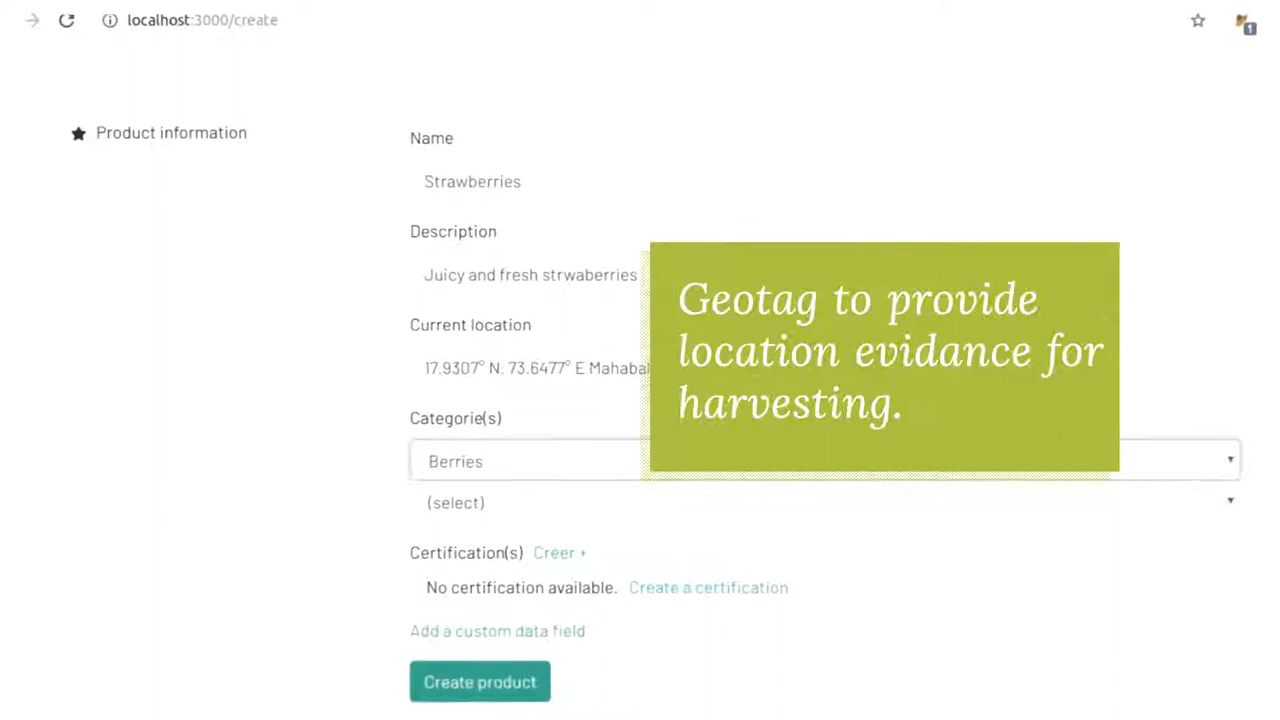 localhost:3000/create
1
Product information
Name
Strawberries
Description
Juicy and fresh strwaberries
Current location
17.9307° N, 73.6477° E Mahabal
Categorie(s)
Berries
(select)
Certification(s) Créer +
No certification available. Create a certification
Add a custom data field
Create product
Geotag to provide
location evidance for
harvesting.